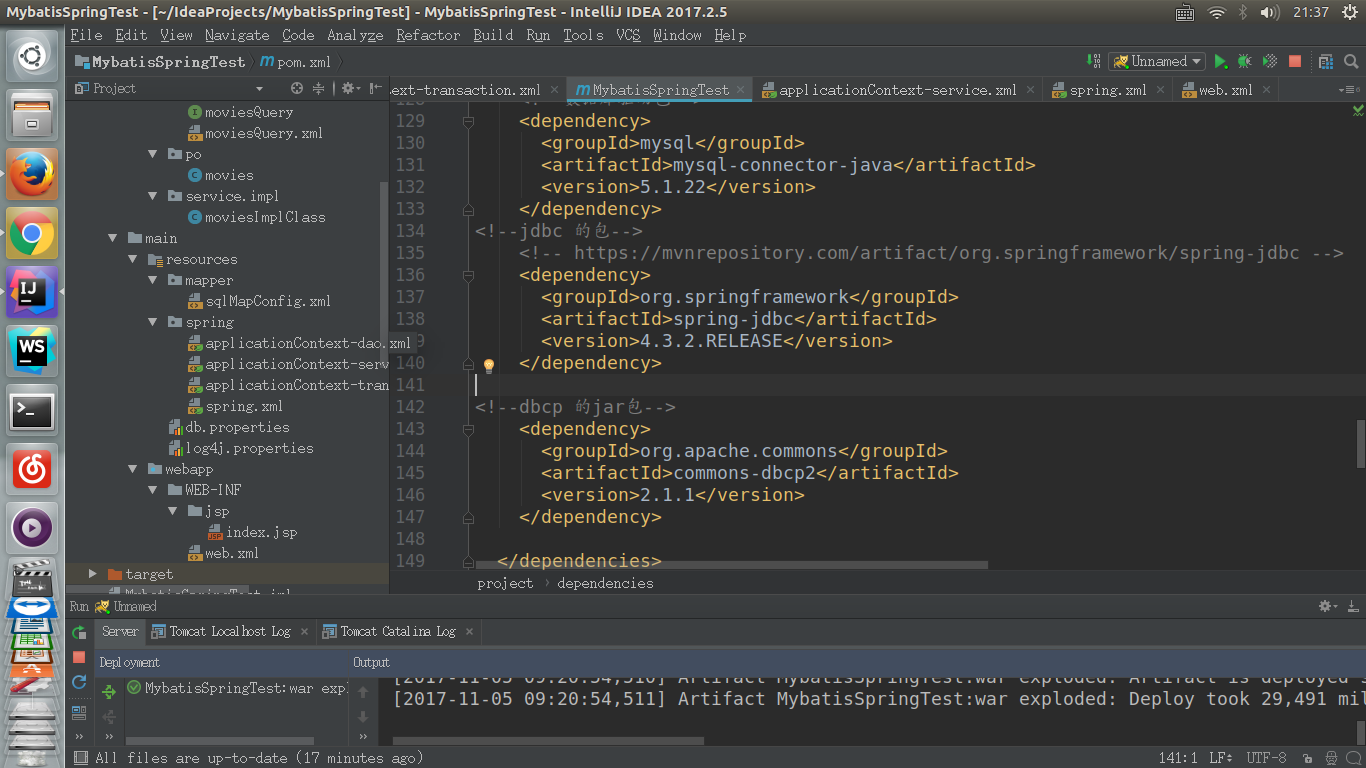 MybatisSpringTest - [~/IdeaProjects/MybatisSpringTest] - MybatisSpringTest - IntelliJ IDEA 2017.2.5
21:37
File Edit View Navigate Code Analyze Refactor Build Run Tools VCS Window Help
MybatisSpringTest
pom.xml
Unnamed
Project
ext-transaction.xml
MybatisSpringTest
applicationContext-service.xml
spring.xml
web.xml
moviesQuery
moviesQuery.xml
po
movies
service.impl
moviesImplClass
main
resources
mapper
sqlMapConfig.xml
spring
applicationContext-dao.xml
applicationContext-serv
applicationContext-tran
spring.xml
db.properties
log4j.properties
webapp
WEB-INF
jsp
index.jsp
web.xml
target
MybatisSpringTest.iml
129 <dependency>
130 <groupId>mysql</groupId>
131 <artifactId>mysql-connector-java</artifactId>
132 <version>5.1.22</version>
133 </dependency>
134 <!--jdbc 的包-->
135 <!-- https://mvnrepository.com/artifact/org.springframework/spring-jdbc -->
136 <dependency>
137 <groupId>org.springframework</groupId>
138 <artifactId>spring-jdbc</artifactId>
<version>4.3.2.RELEASE</version>
140 </dependency>
141
142 <!--dbcp 的jar包-->
143 <dependency>
144 <groupId>org.apache.commons</groupId>
145 <artifactId>commons-dbcp2</artifactId>
146 <version>2.1.1</version>
147 </dependency>
148
149 </dependencies>
project dependencies
Run Unnamed
Server
Tomcat Localhost Log
Tomcat Catalina Log
Deployment
Output
MybatisSpringTest:war expl
[2017-11-05 09:20:54,510] Artifact MybatisSpringTest:war exploded: Artifact is deployed s
[2017-11-05 09:20:54,511] Artifact MybatisSpringTest:war exploded: Deploy took 29,491 mil
All files are up-to-date (17 minutes ago)
141:1 LF UTF-8